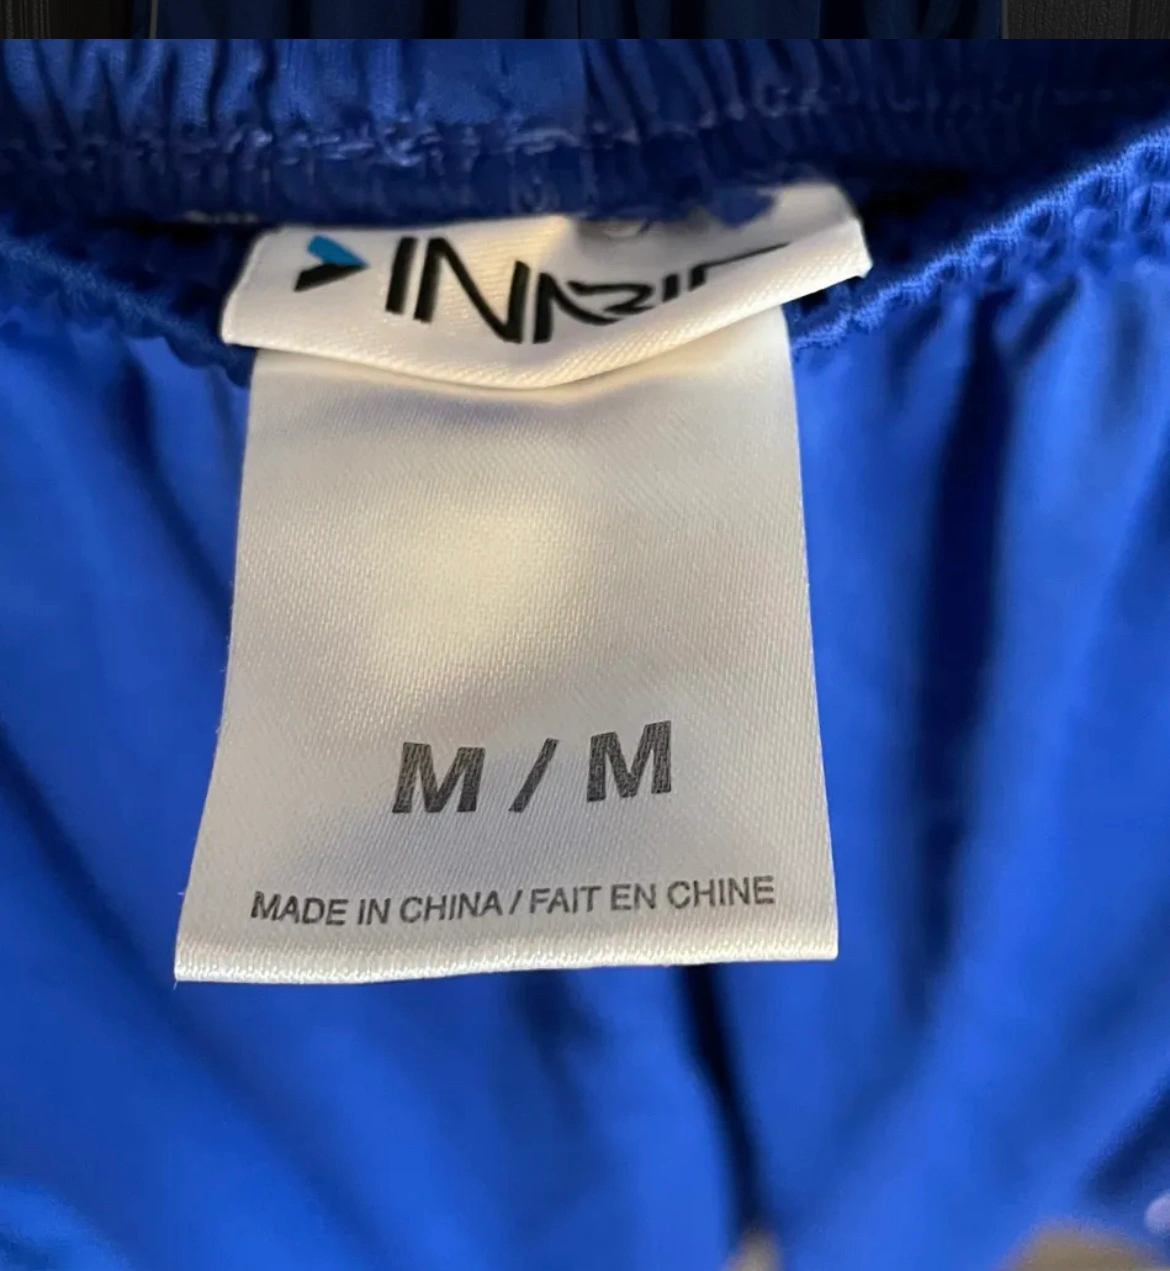 M / M
MADE IN CHINA / FAIT EN CHINE